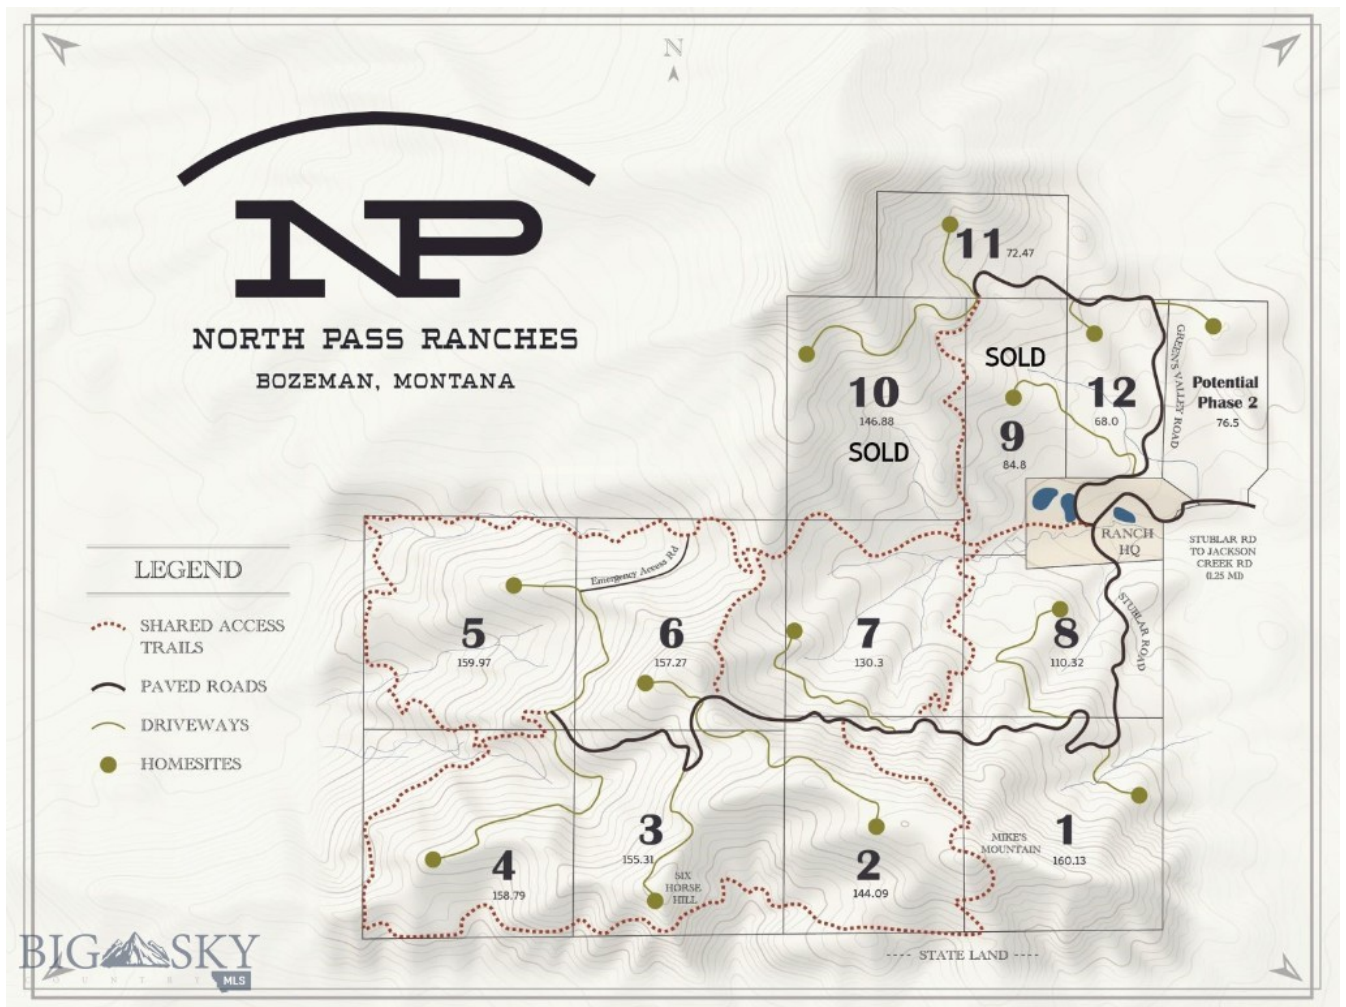 N
NP
NORTH PASS RANCHES
BOZEMAN, MONTANA
11 72.47
SOLD
10
146.88
SOLD
9
84.8
12
68.0
GREEN'S VALLEY ROAD
Potential
Phase 2
76.5
RANCH
HQ
STUBLAR RD
TO JACKSON
CREEK RD
(1.25 MI)
STUBLAR ROAD
Emergency Access Rd
5
159.97
6
157.27
7
130.3
8
110.32
LEGEND
SHARED ACCESS
TRAILS
PAVED ROADS
DRIVEWAYS
HOMESITES
4
158.79
3
155.31
SIX
HORSE
HILL
2
144.09
MIKE'S
MOUNTAIN
1
160.13
---- STATE LAND ----
BIG SKY
COUNTRY
MLS